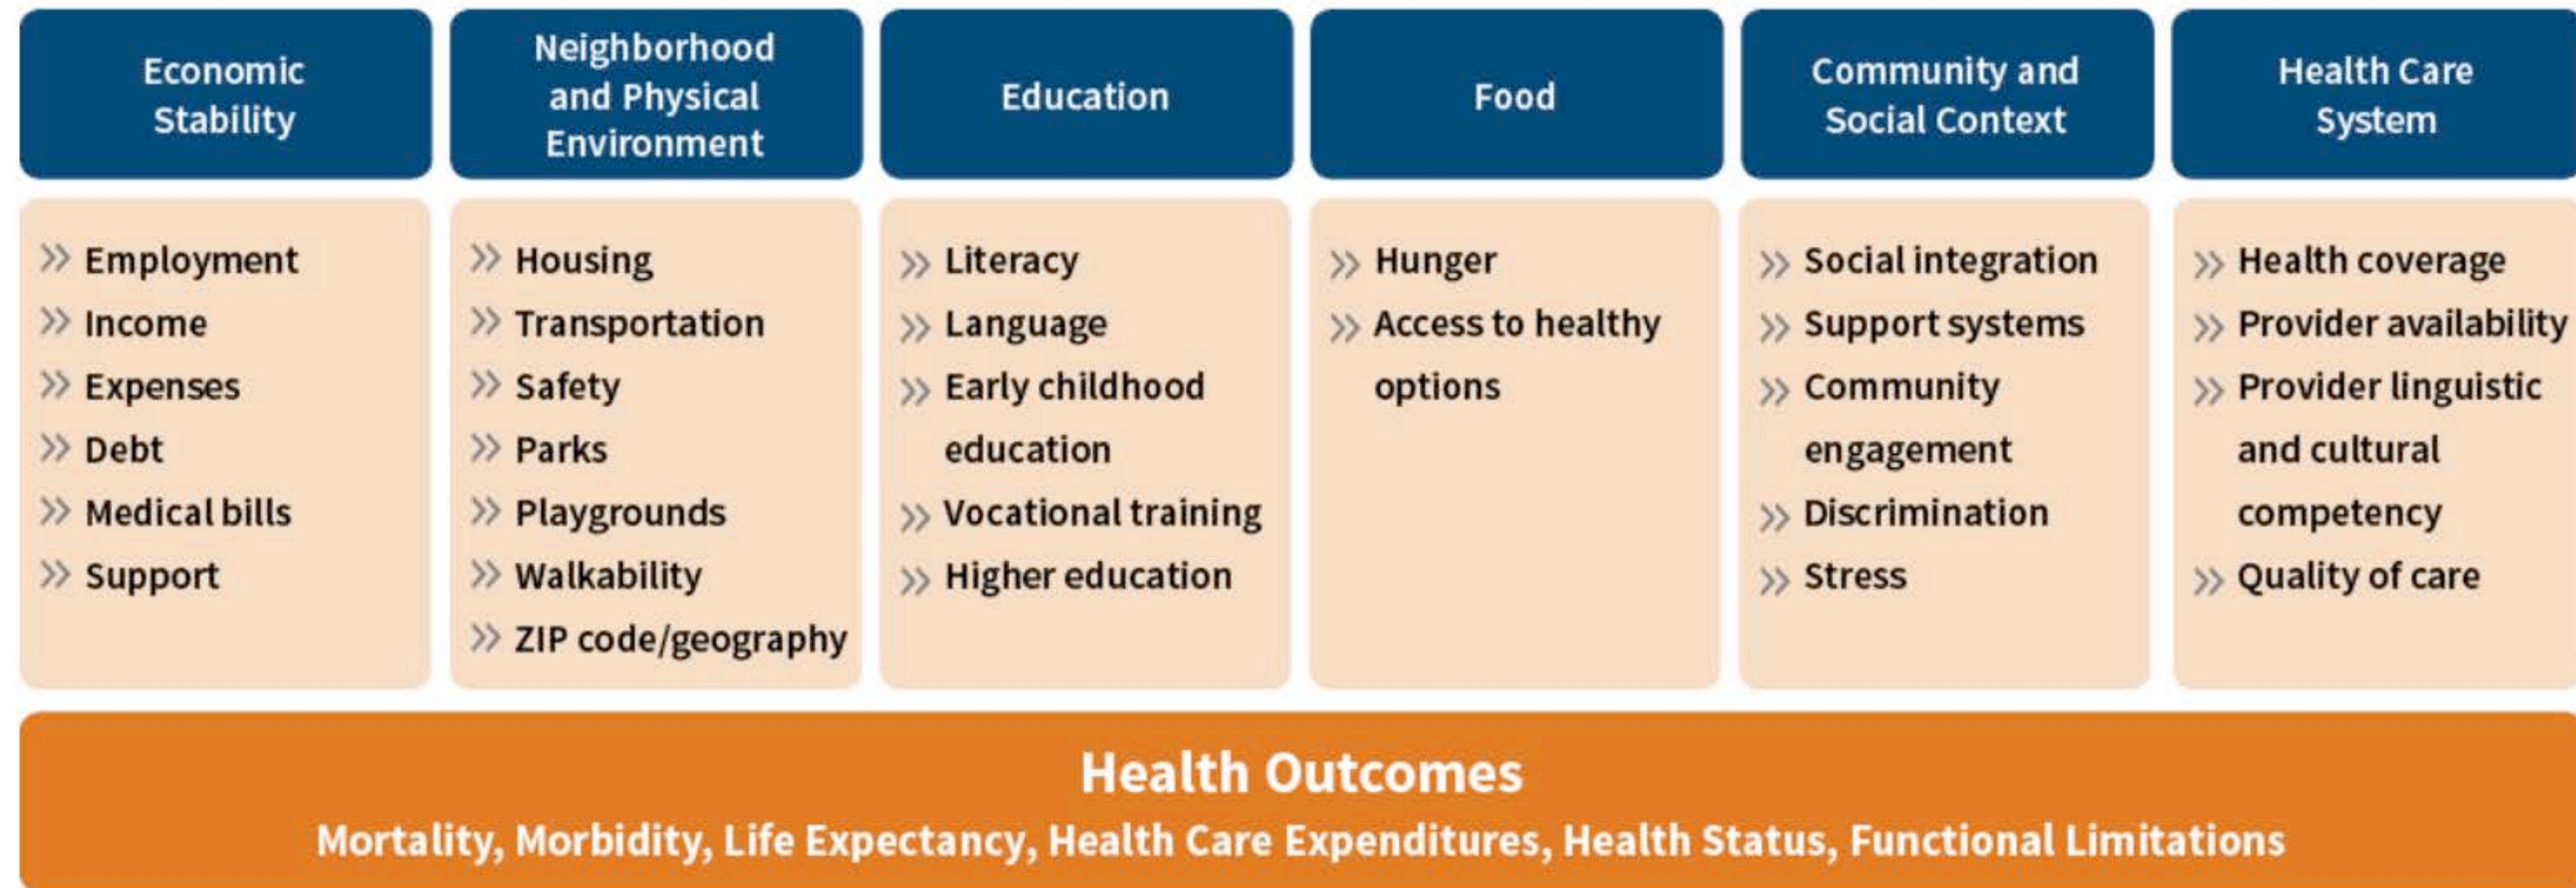 Economic
Stability
Employment
Income
Expenses
Debt
Medical bills
Support
Neighborhood
and Physical
Environment
Housing
Transportation
Safety
Parks
Playgrounds
Walkability
ZIP code/geography
Education
Literacy
Language
Early childhood
education
Vocational training
Higher education
Food
Hunger
Access to healthy
options
Community and
Social Context
Social integration
Support systems
Community
engagement
Discrimination
Stress
Health Care
System
Health coverage
Provider availability
Provider linguistic
and cultural
competency
Quality of care
Health Outcomes
Mortality, Morbidity, Life Expectancy, Health Care Expenditures, Health Status, Functional Limitations